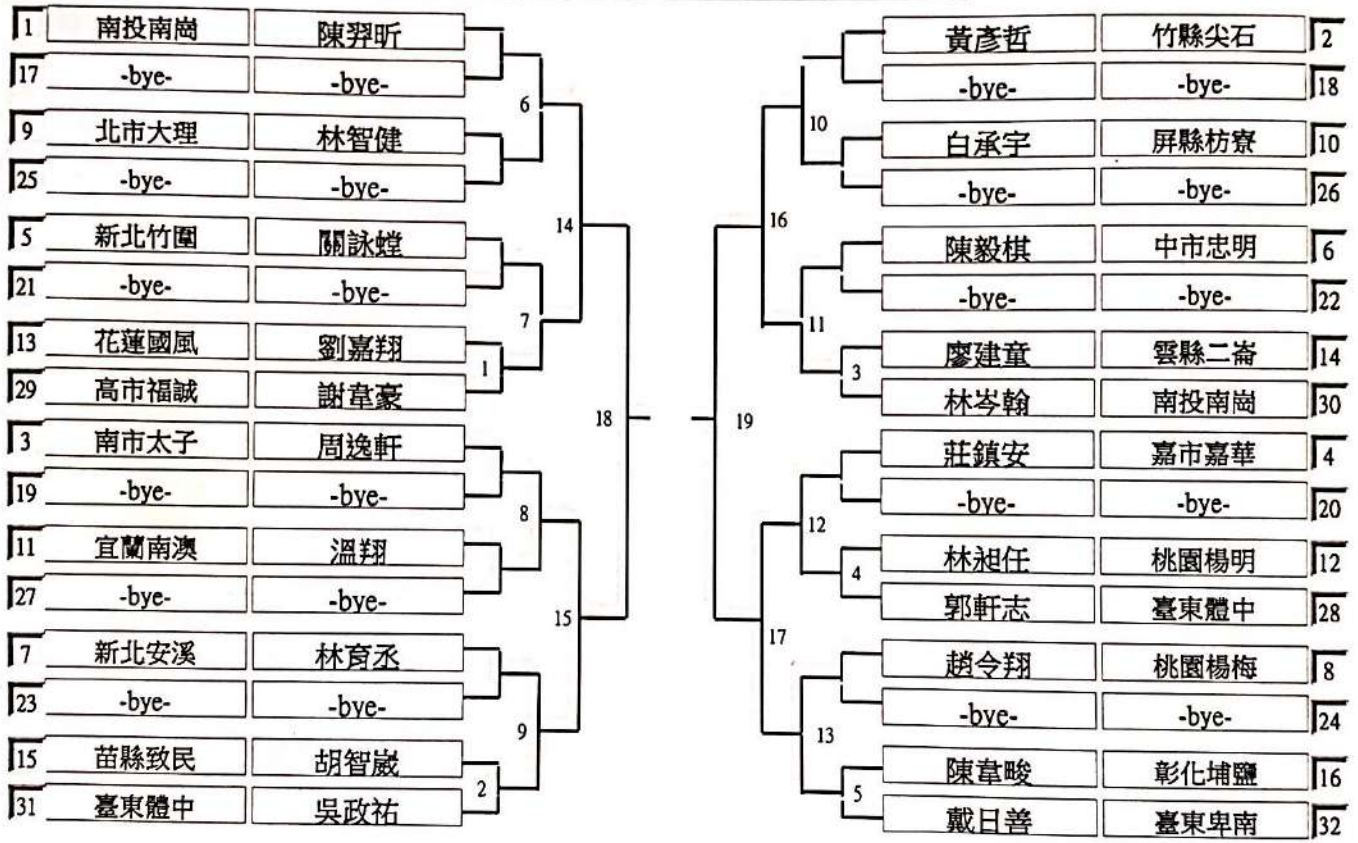 1 南投南崗 陳羿昕
17 -bye- -bye-
6
9 北市大理 林智健
25 -bye- -bye-
14
5 新北竹圍 關詠螳
21 -bye- -bye-
7
13 花蓮國風 劉嘉翔
1
29 高市福誠 謝韋豪
18
3 南市太子 周逸軒
19 -bye- -bye-
8
11 宜蘭南澳 溫翔
27 -bye- -bye-
15
7 新北安溪 林育丞
23 -bye- -bye-
9
15 苗縣致民 胡智崴
2
31 臺東體中 吳政祐
黃彥哲 竹縣尖石 2
-bye- -bye- 18
10
白承宇 屏縣枋寮 10
-bye- -bye- 26
16
陳毅棋 中市忠明 6
-bye- -bye- 22
11
廖建童 雲縣二崙 14
3
林岑翰 南投南崗 30
19
莊鎮安 嘉市嘉華 4
-bye- -bye- 20
12
林昶任 桃園楊明 12
4
郭軒志 臺東體中 28
17
趙令翔 桃園楊梅 8
-bye- -bye- 24
13
陳韋畯 彰化埔鹽 16
5
戴日善 臺東卑南 32